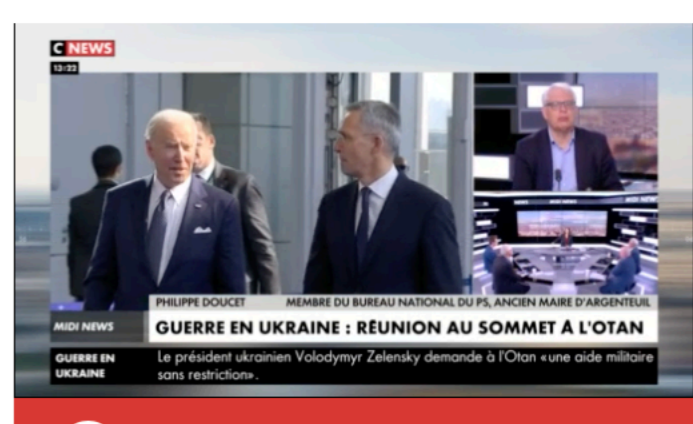 C NEWS
13:22
PHILIPPE DOUCET MEMBRE DU BUREAU NATIONAL DU PS, ANCIEN MAIRE D'ARGENTEUIL
MIDI NEWS GUERRE EN UKRAINE : RÉUNION AU SOMMET À L'OTAN
GUERRE EN UKRAINE
Le président ukrainien Volodymyr Zelensky demande à l'Otan «une aide militaire
sans restriction».